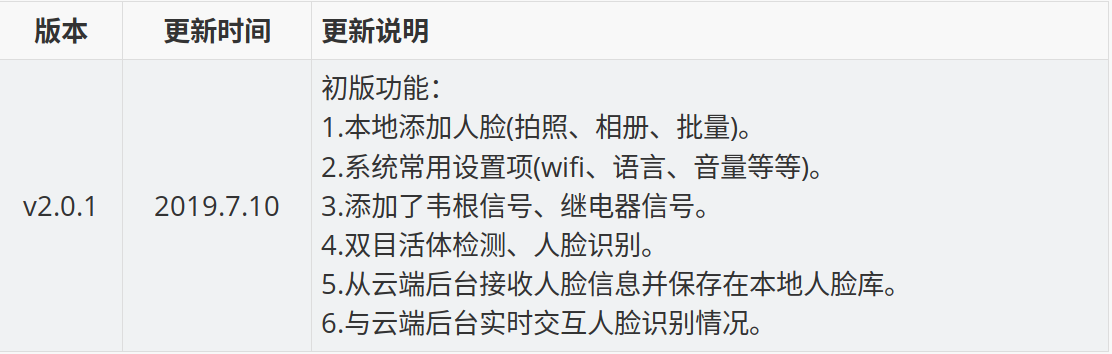 版本 更新时间 更新说明
初版功能：
1.本地添加人脸(拍照、相册、批量)。
2.系统常用设置项(wifi、语言、音量等等)。
v2.0.1 2019.7.10 3.添加了韦根信号、继电器信号。
4.双目活体检测、人脸识别。
5.从云端后台接收人脸信息并保存在本地人脸库。
6.与云端后台实时交互人脸识别情况。